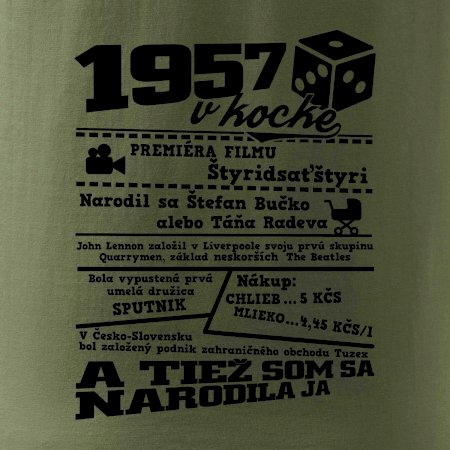 1957
v kocke
PREMIÉRA FILMU
Štyridsaťštyri
Narodil sa Štefan Bučko
alebo Táňa Radeva
John Lennon založil v Liverpoole svoju prvú skupinu
Quarrymen, základ neskorších The Beatles
Bola vypustená prvá
umelá družica
SPUTNIK
Nákup:
CHLIEB...5 KČS
MLIEKO...4,45 KČS/l
V Česko-Slovensku
bol založený podnik zahraničného obchodu Tuzex
A TIEŽ SOM SA
NARODILA JA